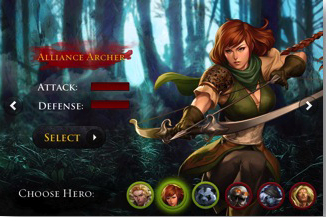 Alliance Archer
Attack:
Defense:
Select
Choose Hero: